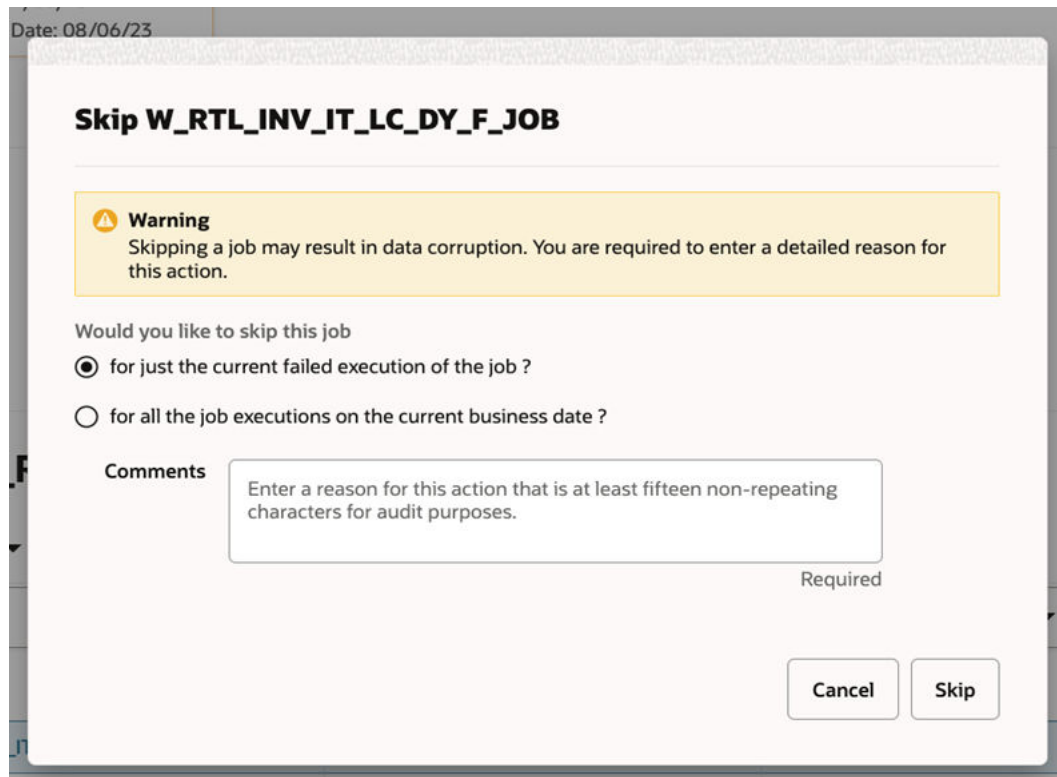 Date: 08/06/23
Skip W_RTL_INV_IT_LC_DY_F_JOB
Warning
Skipping a job may result in data corruption. You are required to enter a detailed reason for
this action.
Would you like to skip this job
for just the current failed execution of the job ?
for all the job executions on the current business date ?
Comments
Enter a reason for this action that is at least fifteen non-repeating
characters for audit purposes.
Required
Cancel
Skip